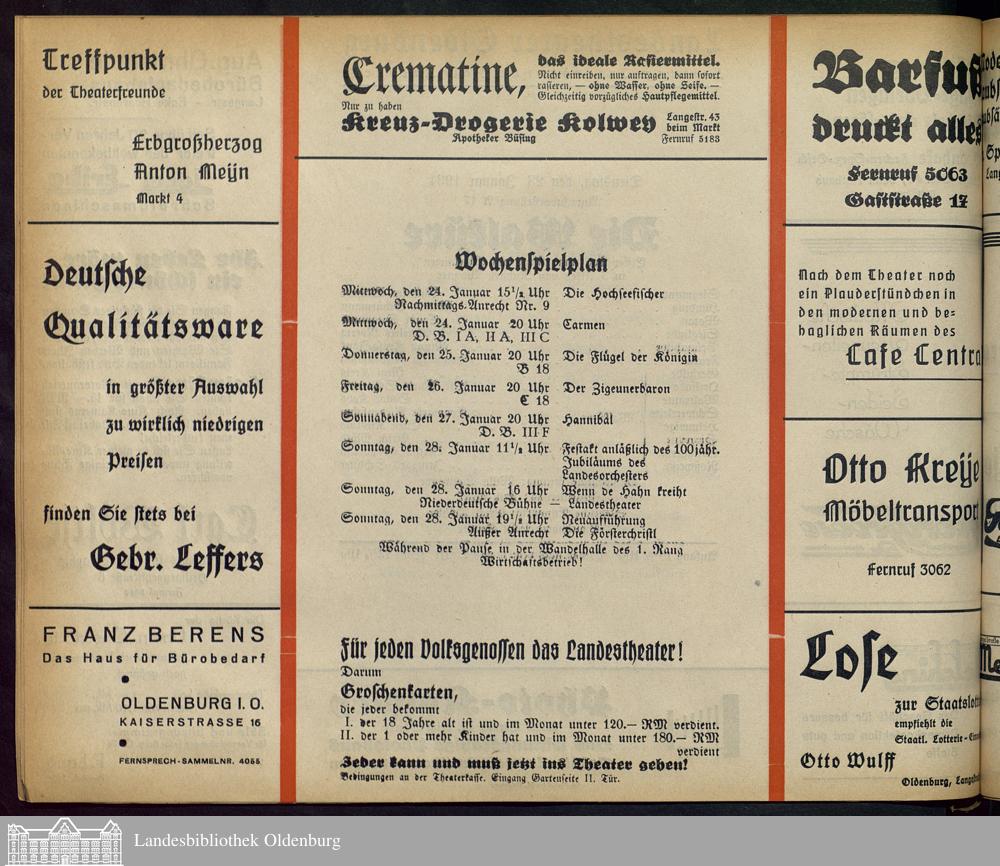 Treffpunkt
der Theaterfreunde
Erbgroßherzog
Anton Meijn
Markt 4
Deutsche
Qualitätsware
in größter Auswahl
zu wirklich niedrigen
Preisen
finden Sie stets bei
Gebr. Leffers
FRANZ BERENS
Das Haus für Bürobedarf
OLDENBURG I. O.
KAISERSTRASSE 16
FERNSPRECH-SAMMELNR. 4055
Crematine,
das ideale Rasiermittel.
Nicht einreiben, nur auftragen, dann sofort
rasieren, — ohne Wasser, ohne Seife. —
Gleichzeitig vorzügliches Hautpflegemittel.
Nur zu haben
Kreuz-Drogerie Kolwey
Apotheker Büsing
Langestr. 43
beim Markt
Fernruf 5183
Wochenspielplan
Mittwoch, den 24. Januar 15½ Uhr Die Hochseefischer
Nachmittags-Anrecht Nr. 9
Mittwoch, den 24. Januar 20 Uhr Carmen
D. B. I A, II A, III C
Donnerstag, den 25. Januar 20 Uhr Die Flügel der Königin
B 18
Freitag, den 26. Januar 20 Uhr Der Zigeunerbaron
C 18
Sonnabend, den 27. Januar 20 Uhr Hannibal
D. B. III F
Sonntag, den 28. Januar 11½ Uhr Festakt anläßlich des 100jähr.
Jubiläums des
Landesorchesters
Sonntag, den 28. Januar 16 Uhr Wenn de Hahn kreiht
Niederdeutsche Bühne — Landestheater
Sonntag, den 28. Januar 19½ Uhr Neuaufführung
Außer Anrecht Die Försterchristl
Während der Pause in der Wandelhalle des 1. Rang
Wirtschaftsbetrieb!
Für jeden Volksgenossen das Landestheater!
Darum
Groschenkarten,
die jeder bekommt
I. der 18 Jahre alt ist und im Monat unter 120.— RM verdient.
II. der 1 oder mehr Kinder hat und im Monat unter 180.— RM
verdient
Jeder kann und muß jetzt ins Theater gehen!
Bedingungen an der Theaterkasse. Eingang Gartenseite II. Tür.
Barfuß
druckt alles
Fernruf 5063
Gaststraße 17
Nach dem Theater noch
ein Plauderstündchen in
den modernen und be-
haglichen Räumen des
Cafe
Otto Kreije
Möbeltransport
Fernruf 3062
Lose
zur
empfiehlt die
Staatl. Lotterie-
Otto Wulff
Oldenburg,
Landesbibliothek Oldenburg